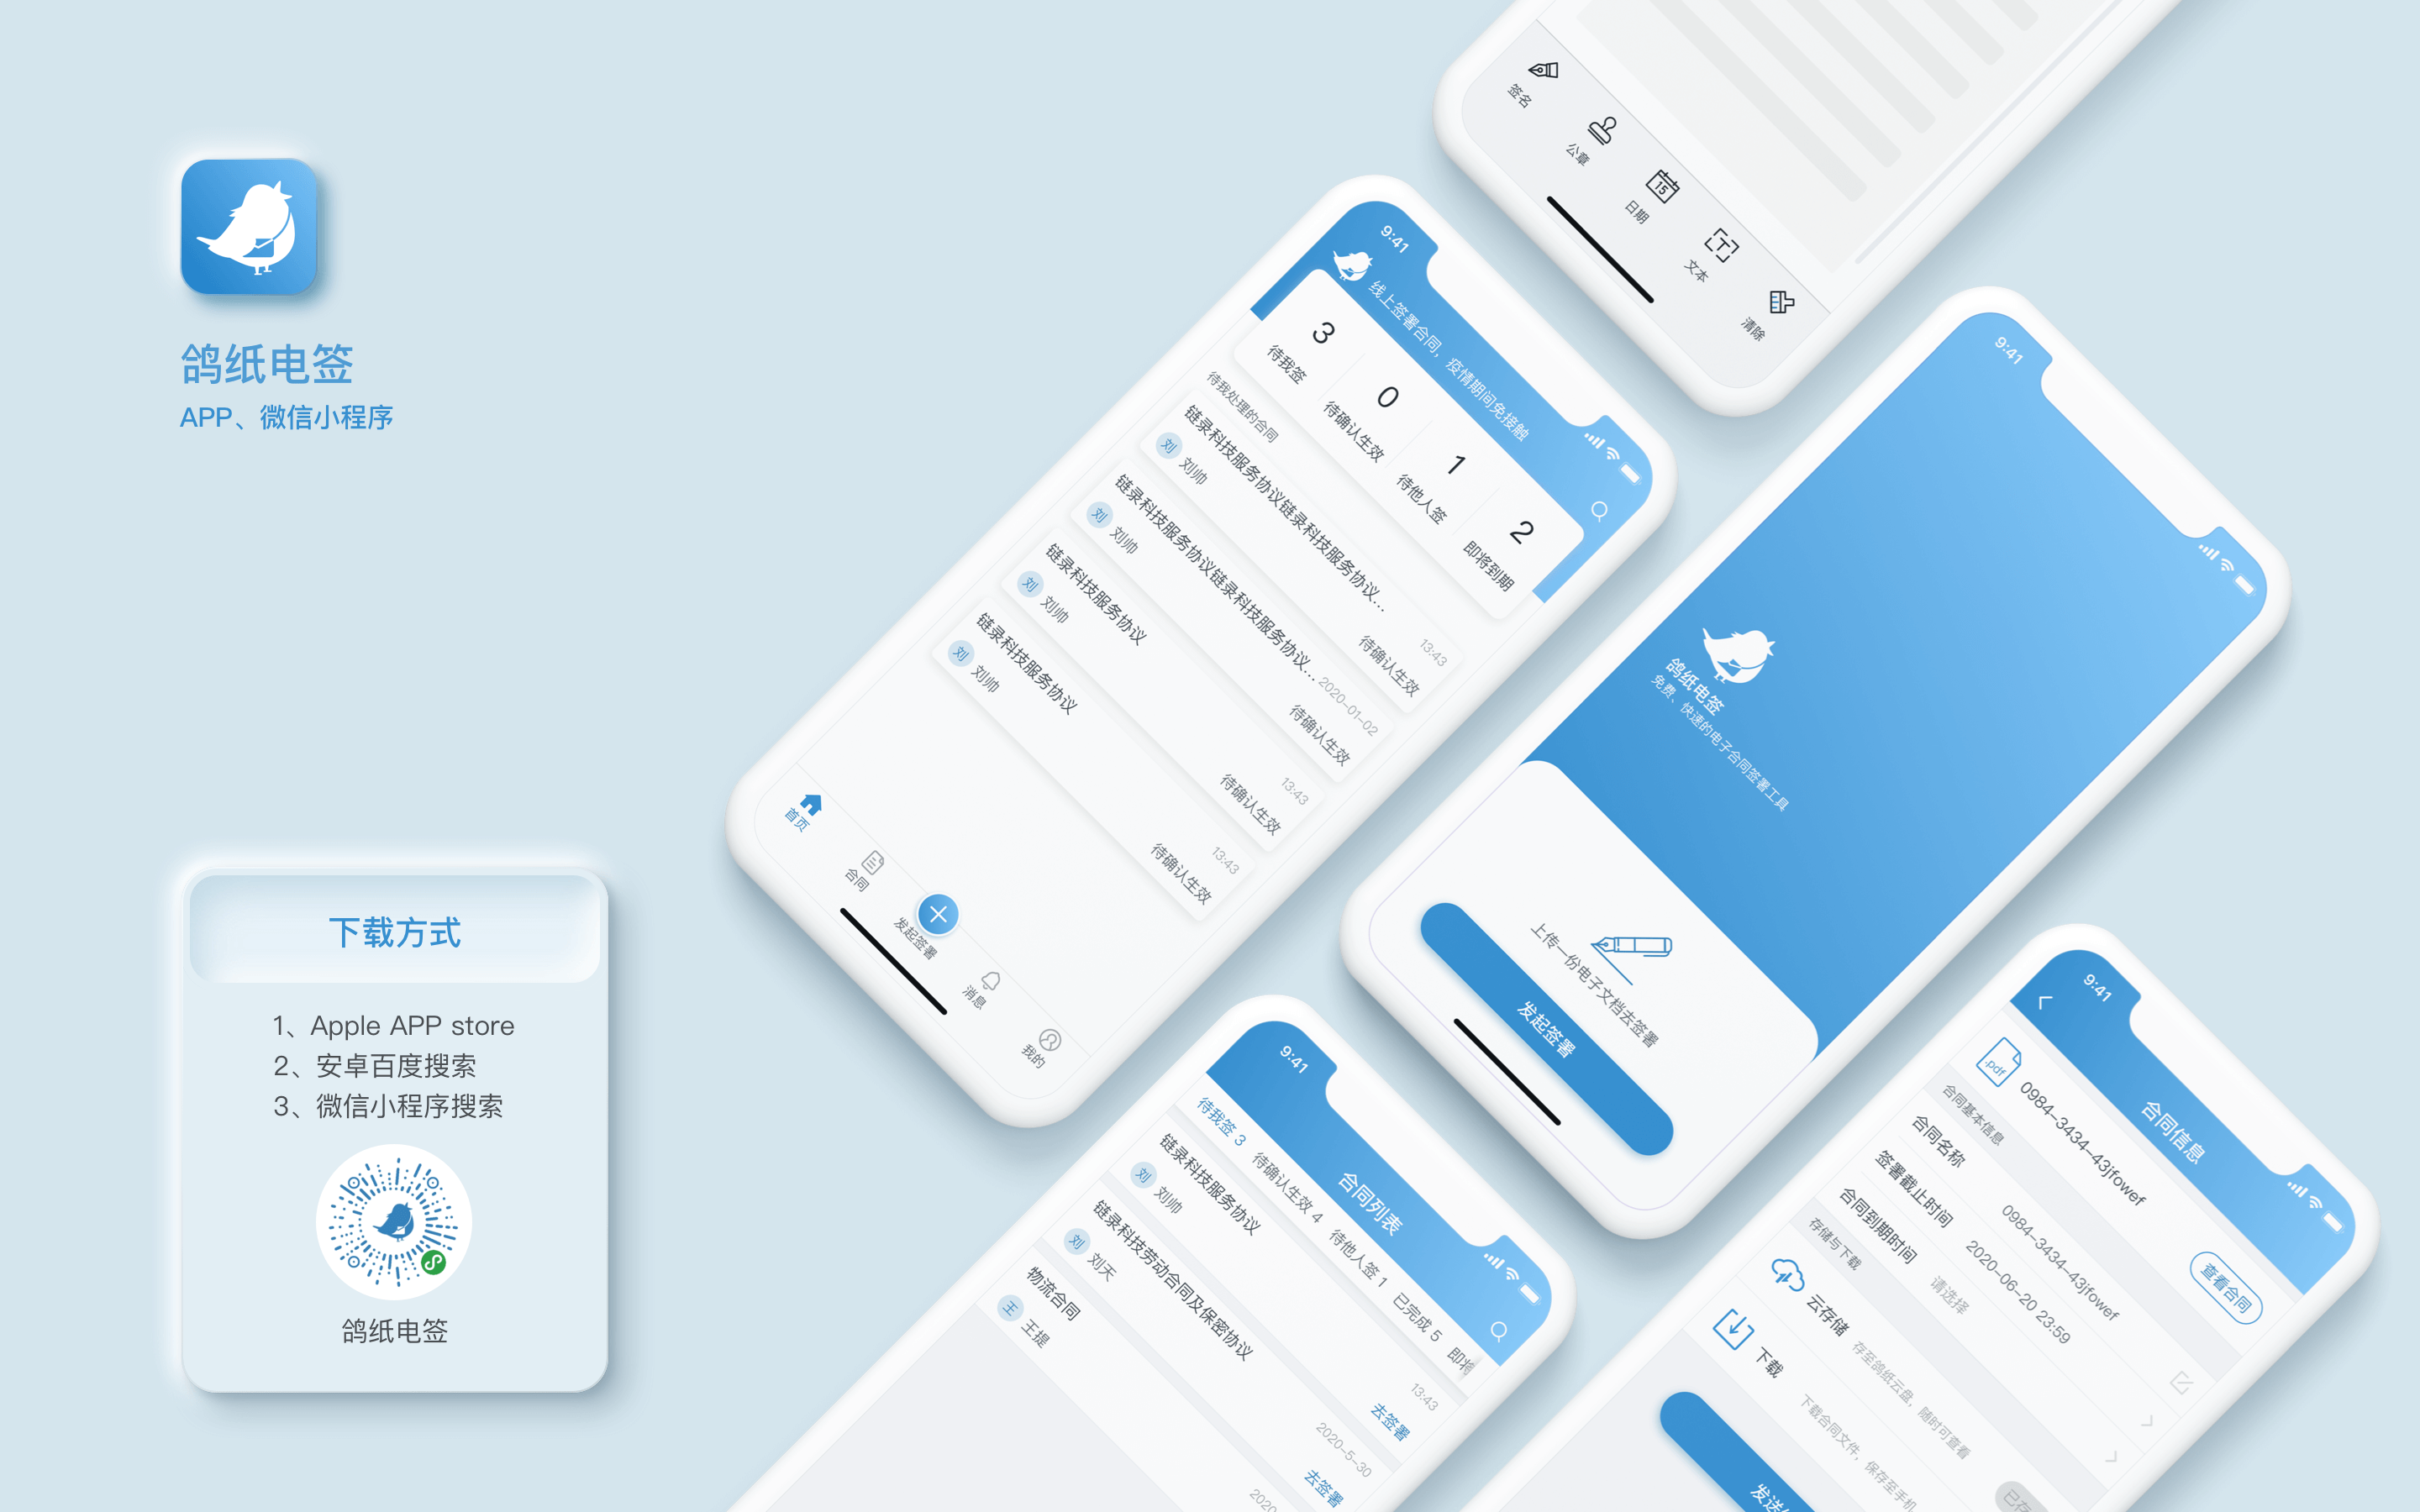 鸽纸电签
APP、微信小程序
下载方式
1、Apple APP store
2、安卓百度搜索
3、微信小程序搜索
鸽纸电签
9:41
线上签署合同，疫情期间免接触
3
待我签
0
待确认生效
1
待他人签
2
即将到期
待我处理的合同
链录科技服务协议链录科技服务协议...
13:43
刘
刘帅
待确认生效
链录科技服务协议链录科技服务协议...
2020-01-02
刘
刘帅
待确认生效
链录科技服务协议
13:43
刘
刘帅
待确认生效
链录科技服务协议
13:43
刘
刘帅
待确认生效
首页
合同
发起签署
消息
我的
签名
公章
15
日期
T
文本
清除
9:41
鸽纸电签
免费、快速的电子合同签署工具
上传一份电子文档去签署
发起签署
9:41
合同列表
待我签 3
待确认生效 4
待他人签 1
已完成 5
即将
链录科技服务协议
13:43
刘
刘帅
去签署
链录科技劳动合同及保密协议
2020-5-30
刘
刘天
去签署
物流合同
2020
王
王提
9:41
合同信息
.pdf
0984-3434-43jfowef
查看合同
合同基本信息
合同名称
0984-3434-43jfowef
签署截止时间
2020-06-20 23:59
合同到期时间
请选择
存储与下载
云存储
存至鸽纸云盘，随时可查看
已存
下载
下载合同文件，保存至手机
发送